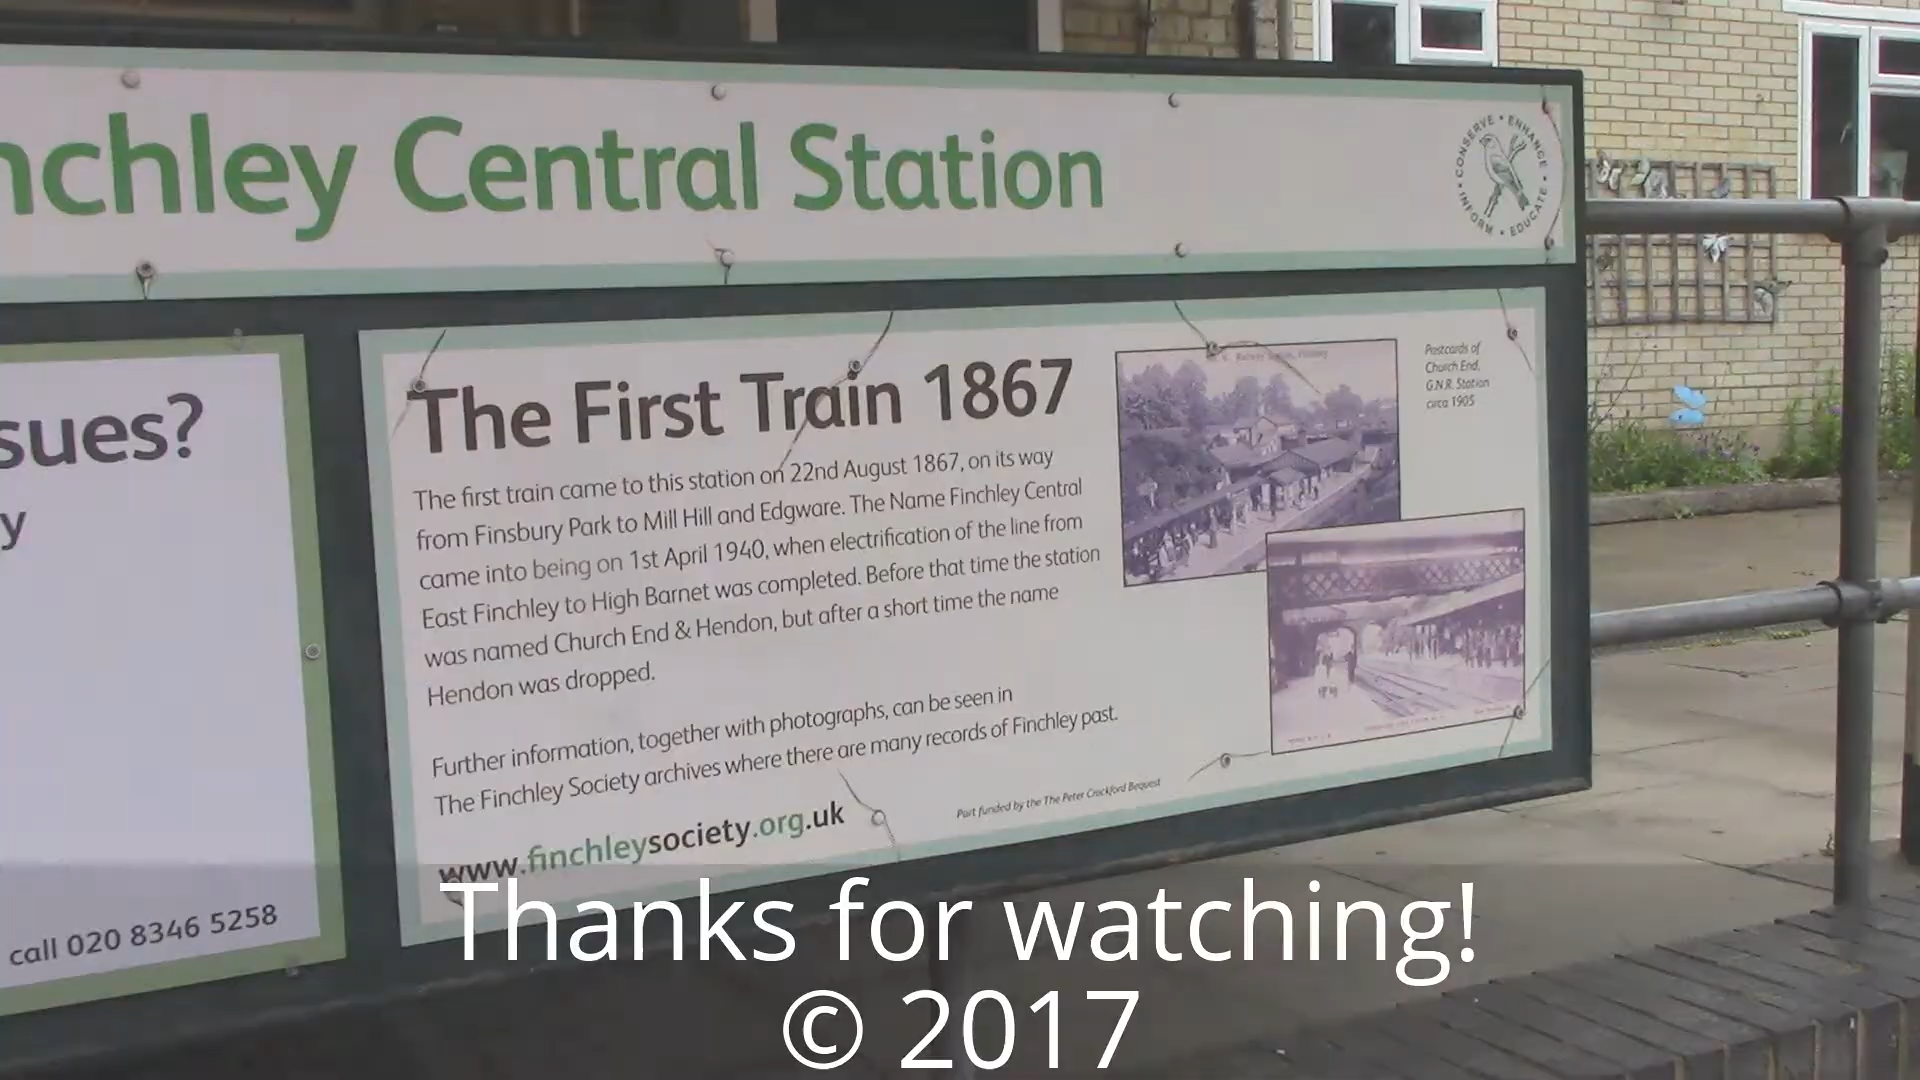 nchley Central Station
CONSERVE • ENHANCE • EDUCATE • INFORM •
sues?
y
call 020 8346 5258
The First Train 1867
The first train came to this station on 22nd August 1867, on its way
from Finsbury Park to Mill Hill and Edgware. The Name Finchley Central
came into being on 1st April 1940, when electrification of the line from
East Finchley to High Barnet was completed. Before that time the station
was named Church End & Hendon, but after a short time the name
Hendon was dropped.
Further information, together with photographs, can be seen in
The Finchley Society archives where there are many records of Finchley past.
www.finchleysociety.org.uk
Part funded by the The Peter Crockford Bequest
Postcards of
Church End,
G.N.R. Station
circa 1905
Thanks for watching!
© 2017